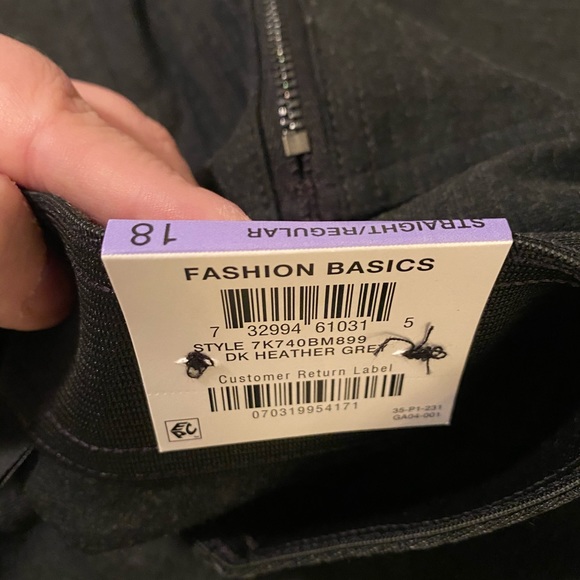 18 STRAIGHT/REGULAR
FASHION BASICS
7 32994 61031 5
STYLE 7K740BM899
DK HEATHER GREY
Customer Return Label
070319954171
35-P1-231
GA04-001